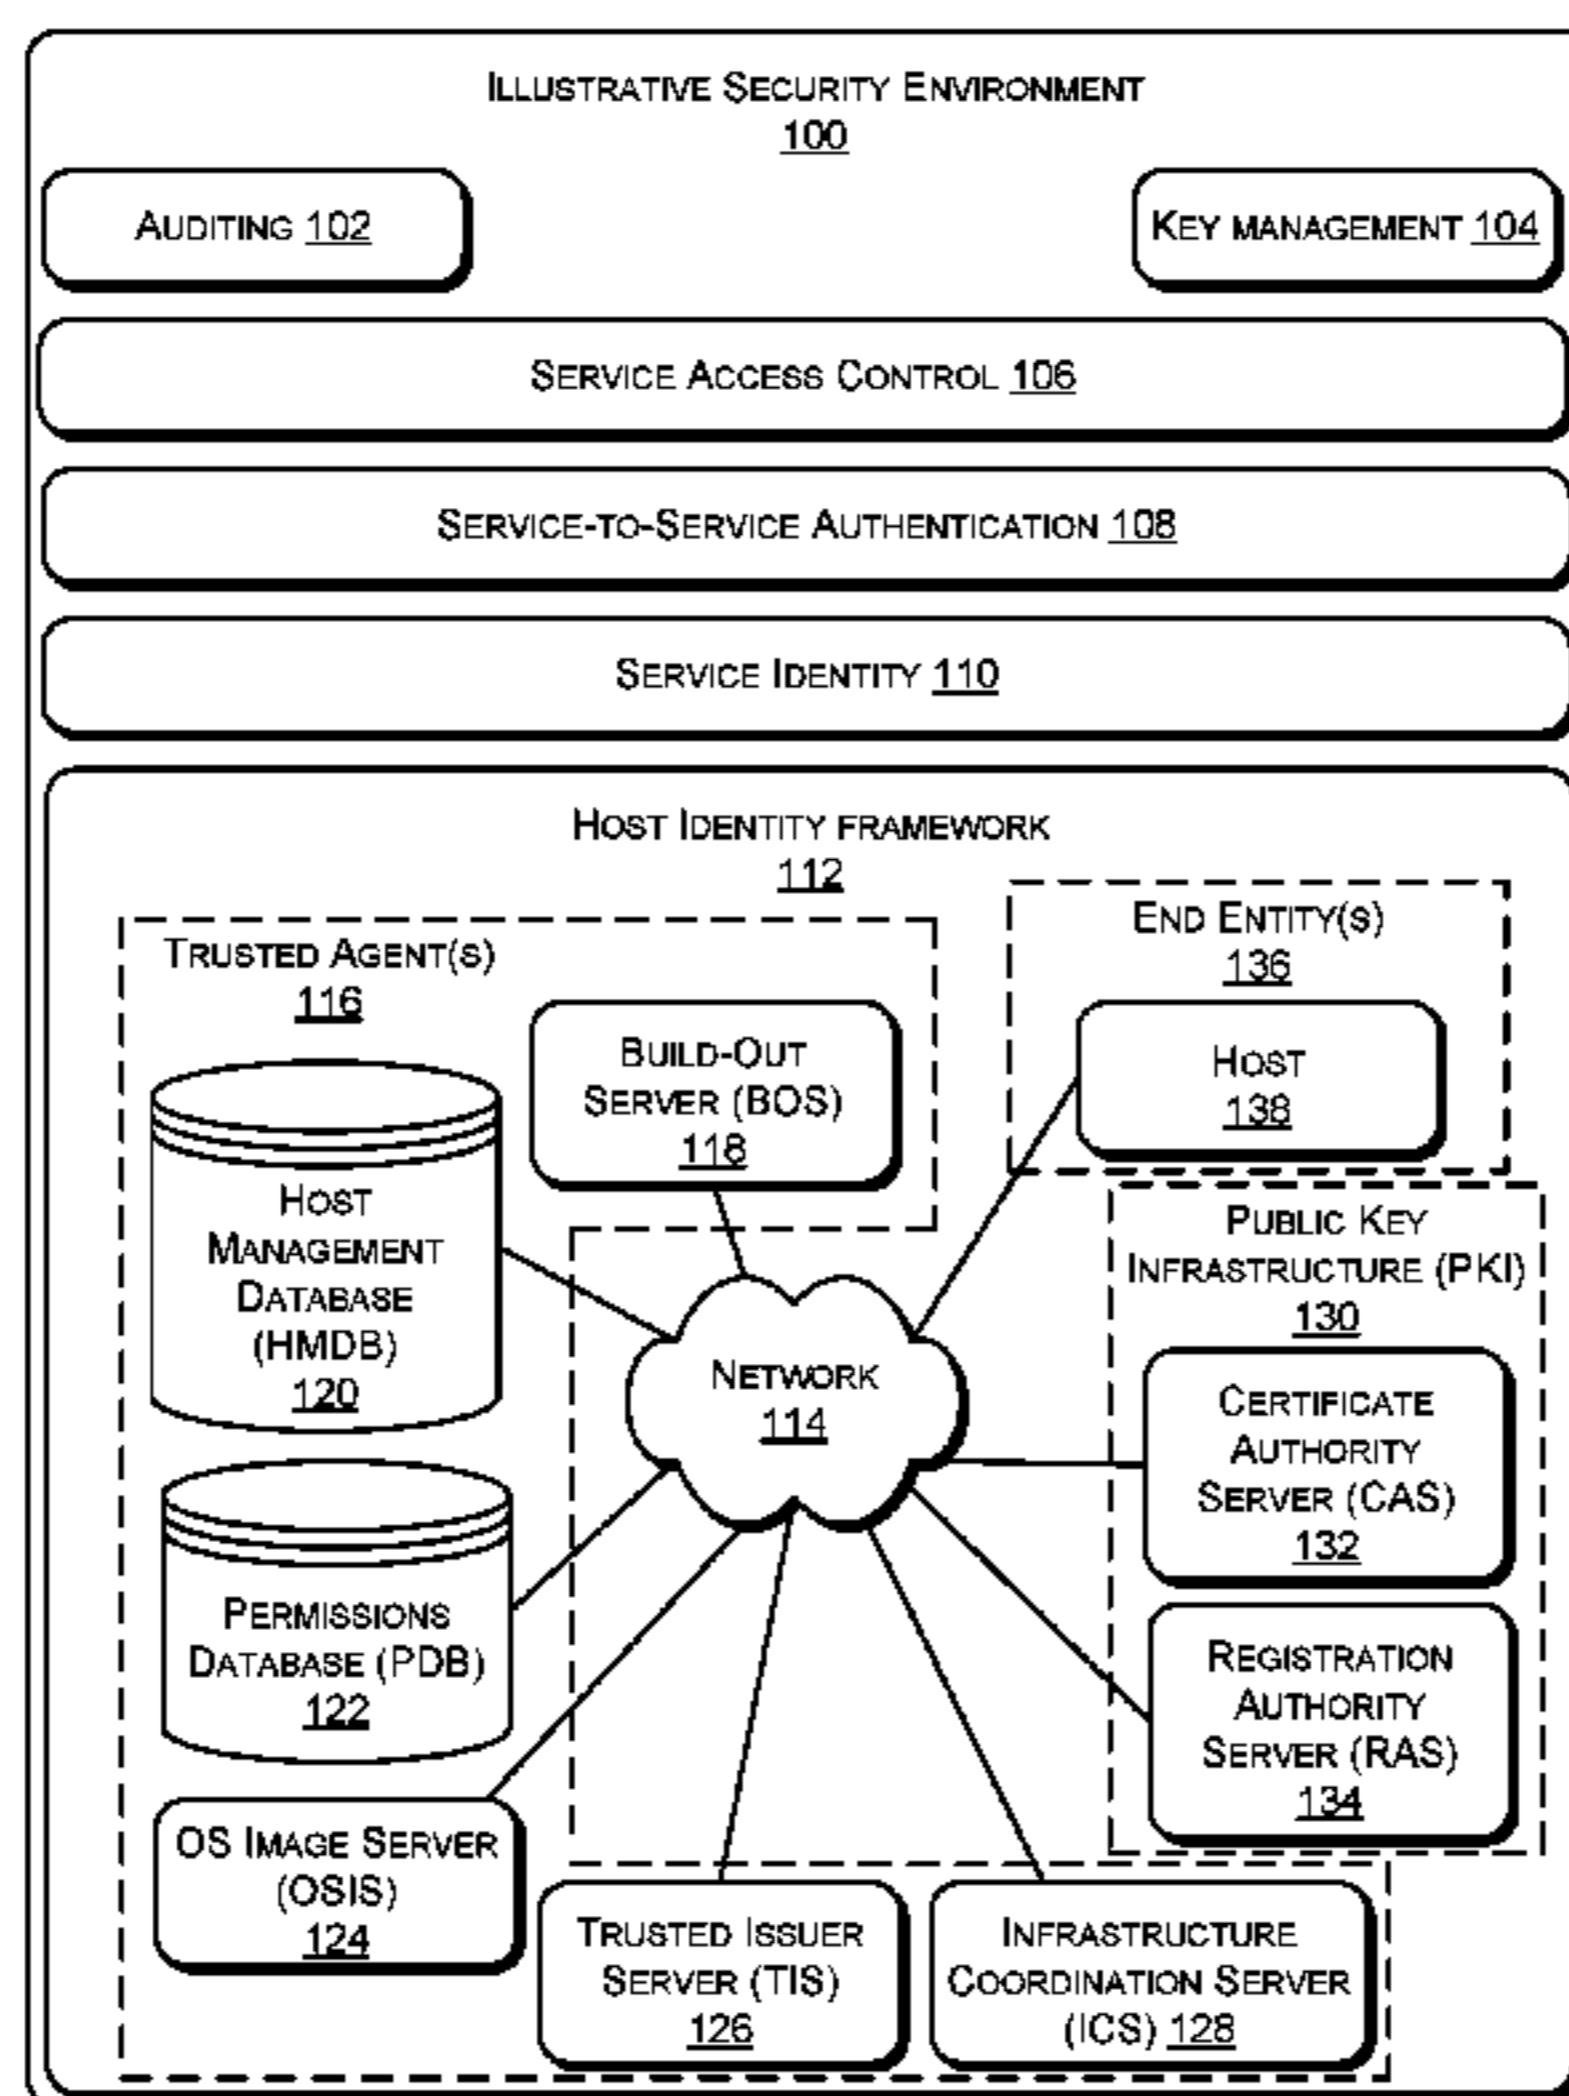 ILLUSTRATIVE SECURITY ENVIRONMENT
100
AUDITING 102
KEY MANAGEMENT 104
SERVICE ACCESS CONTROL 106
SERVICE-TO-SERVICE AUTHENTICATION 108
SERVICE IDENTITY 110
HOST IDENTITY FRAMEWORK
112
TRUSTED AGENT(S)
116
BUILD-OUT
SERVER (BOS)
118
HOST
MANAGEMENT
DATABASE
(HMDB)
120
PERMISSIONS
DATABASE (PDB)
122
OS IMAGE SERVER
(OSIS)
124
TRUSTED ISSUER
SERVER (TIS)
126
INFRASTRUCTURE
COORDINATION SERVER
(ICS) 128
NETWORK
114
END ENTITY(S)
136
HOST
138
PUBLIC KEY
INFRASTRUCTURE (PKI)
130
CERTIFICATE
AUTHORITY
SERVER (CAS)
132
REGISTRATION
AUTHORITY
SERVER (RAS)
134